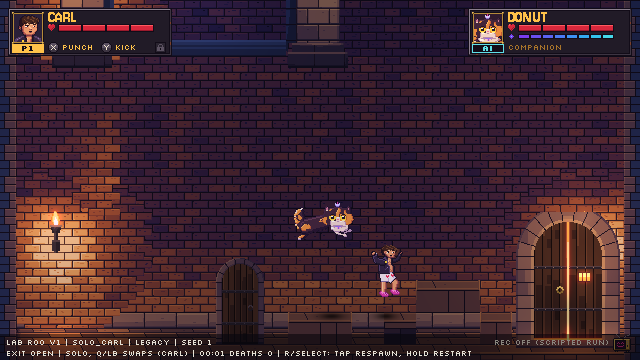 CARL
P1
X PUNCH Y KICK
DONUT
AI
COMPANION
LAB ROO V1 | SOLO_CARL | LEGACY | SEED 1
REC OFF (SCRIPTED RUN)
EXIT OPEN | SOLO, Q/LB SWAPS (CARL) | 00:01 DEATHS 0 | R/SELECT: TAP RESPAWN, HOLD RESTART